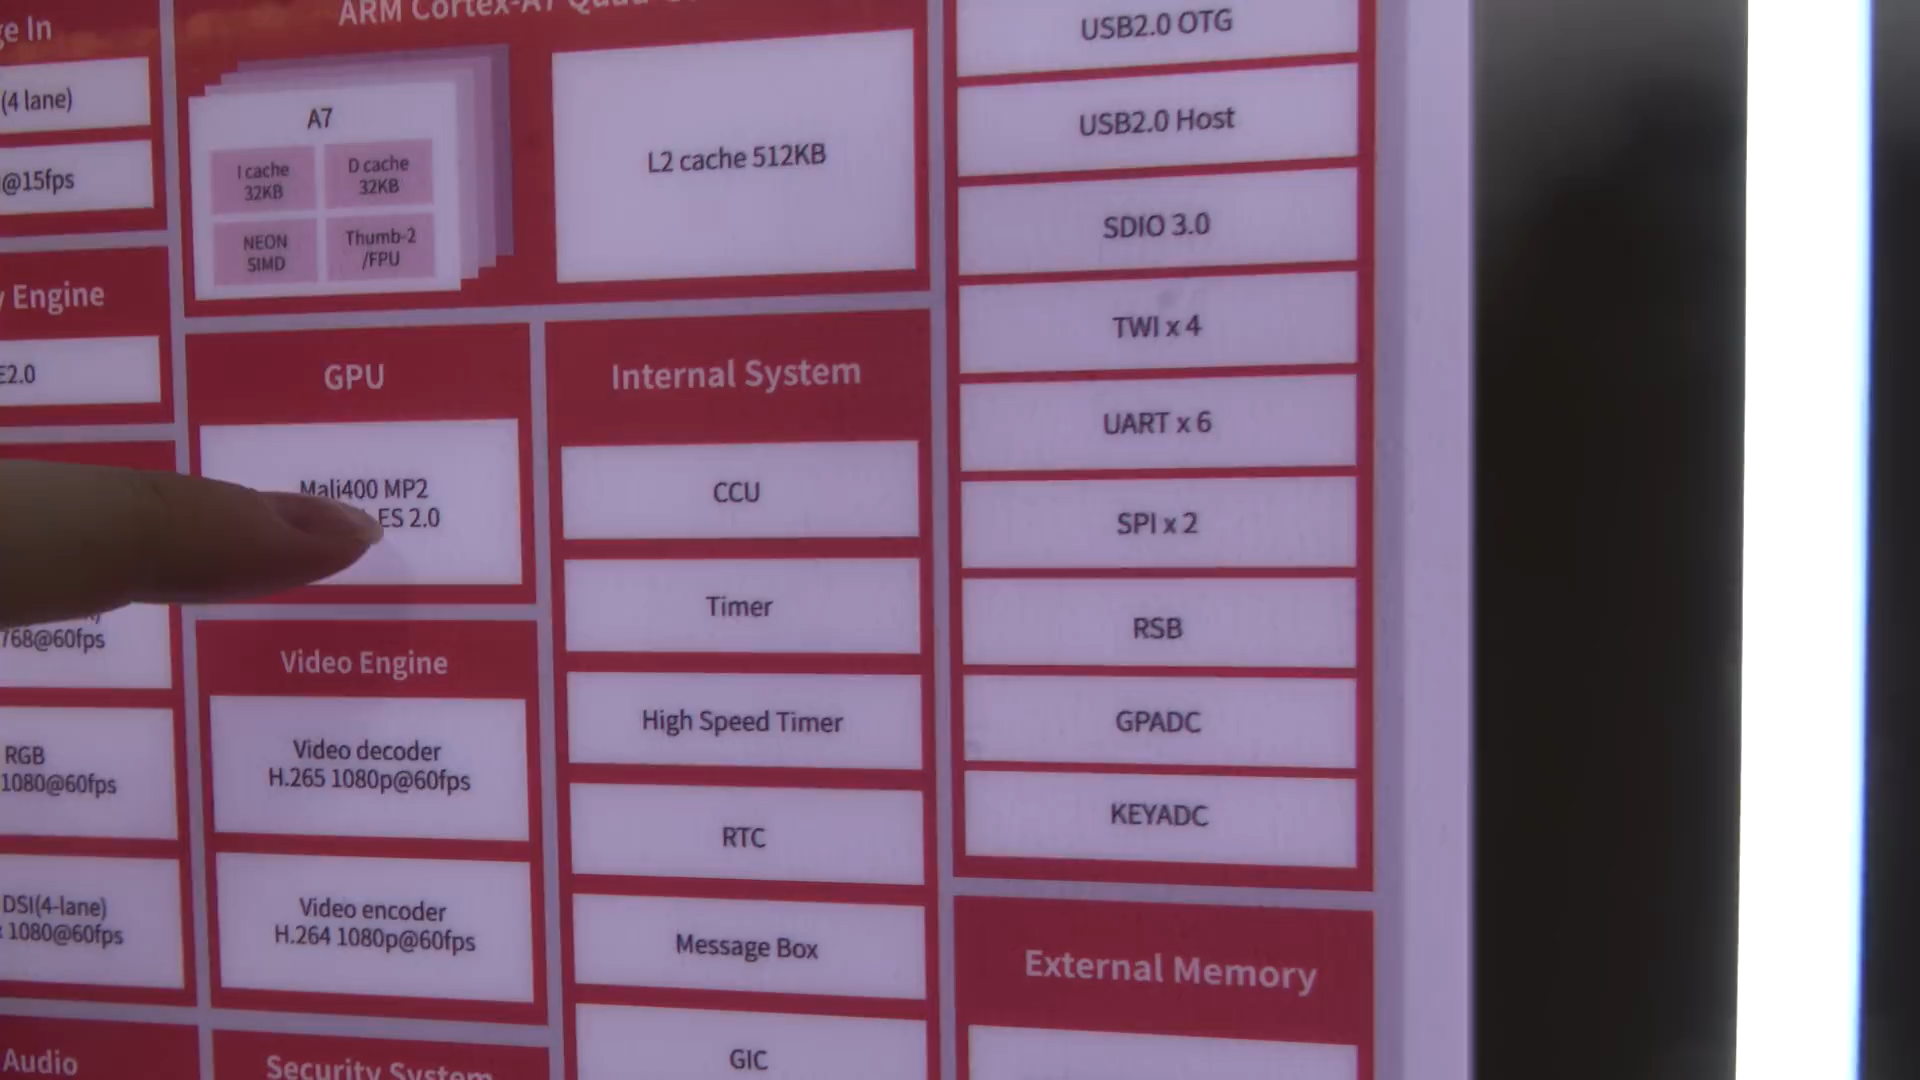 ge In
(4 lane)
@15fps
y Engine
E2.0
768@60fps
RGB
1080@60fps
DSI(4-lane)
1080@60fps
Audio
ARM Cortex-A7 Quad
A7
I cache
32KB
D cache
32KB
NEON
SIMD
Thumb-2
/FPU
L2 cache 512KB
GPU
Mali400 MP2
ES 2.0
Video Engine
Video decoder
H.265 1080p@60fps
Video encoder
H.264 1080p@60fps
Security System
Internal System
CCU
Timer
High Speed Timer
RTC
Message Box
GIC
USB2.0 OTG
USB2.0 Host
SDIO 3.0
TWI x 4
UART x 6
SPI x 2
RSB
GPADC
KEYADC
External Memory